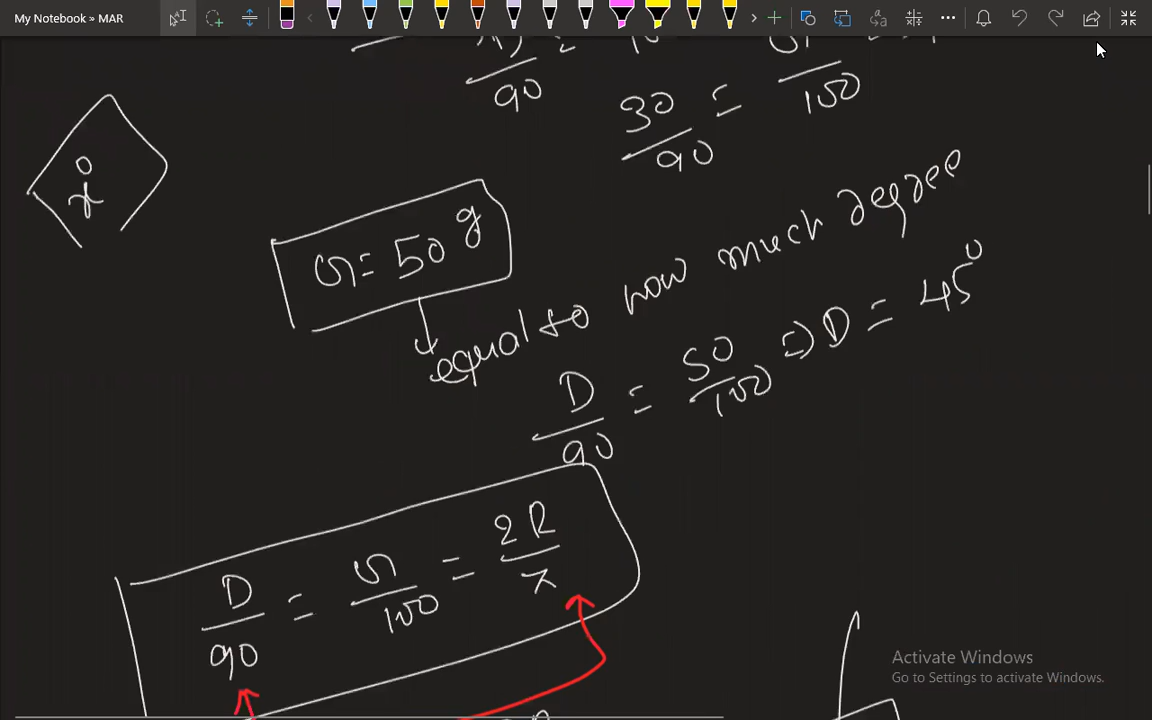 My Notebook » MAR
90
30/90 = 100
G = 50 g
equal to how much degree
D/90 = 50/100 => D = 45°
D/90 = G/100 = 2R/π
Activate Windows
Go to Settings to activate Windows.